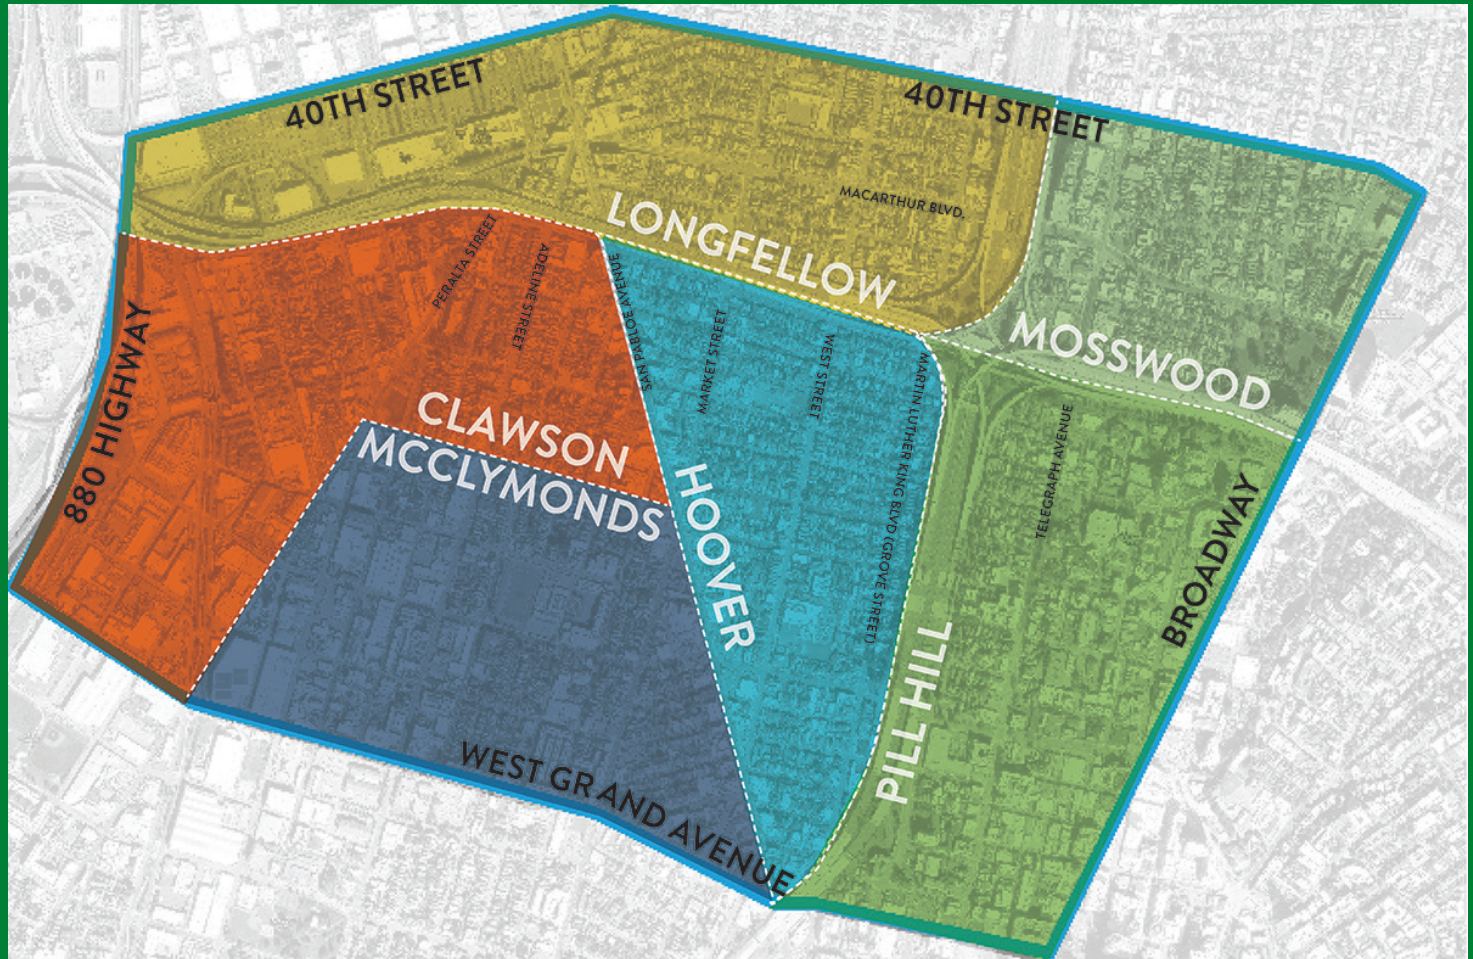 40TH STREET
40TH STREET
MACARTHUR BLVD.
LONGFELLOW
PERALTA STREET
ADELINE STREET
SAN PABLOE AVENUE
MARKET STREET
WEST STREET
MARTIN LUTHER KING BLVD (GROVE STREET)
MOSSWOOD
880 HIGHWAY
CLAWSON
MCCLYMONDS
HOOVER
TELEGRAPH AVENUE
BROADWAY
PILL HILL
WEST GRAND AVENUE